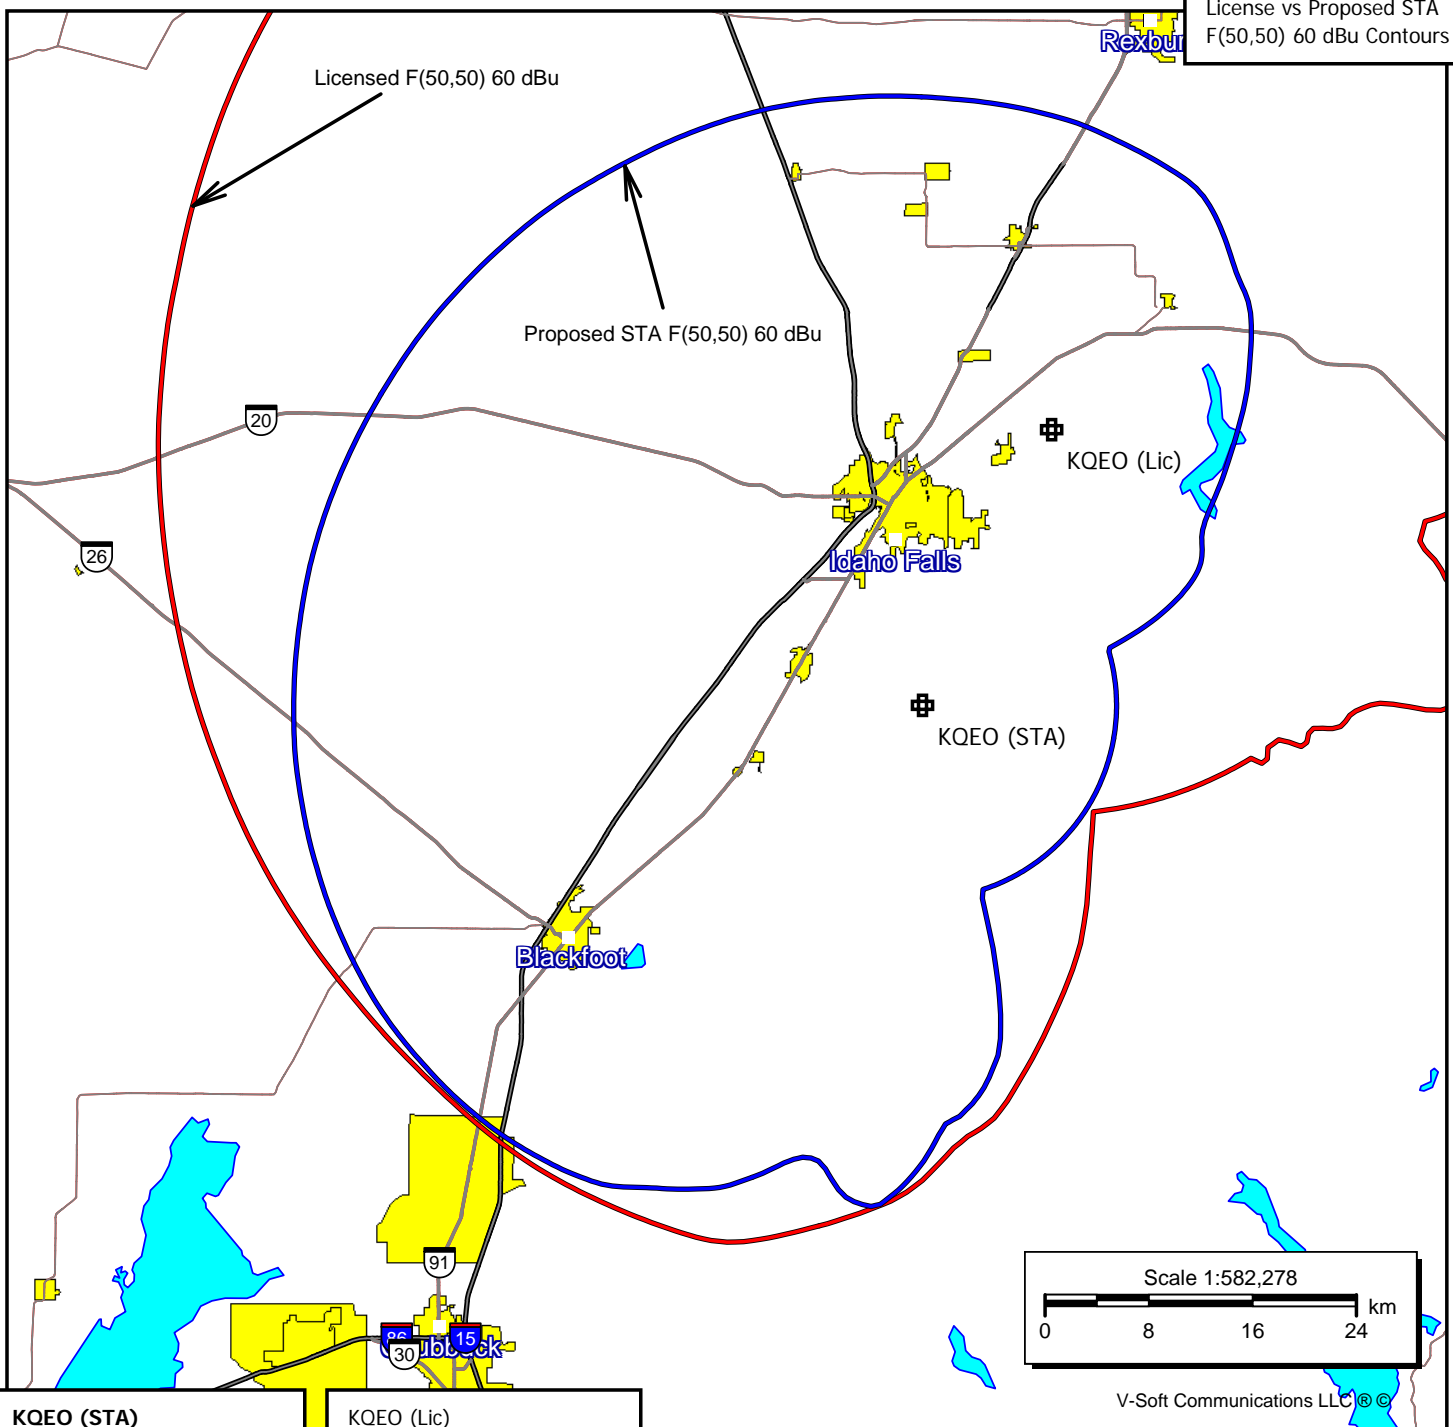 License vs Proposed STA
F(50,50) 60 dBu Contours
Licensed F(50,50) 60 dBu
Proposed STA F(50,50) 60 dBu
20
KQEO (Lic)
26
Idaho Falls
KQEO (STA)
Blackfoot
91
86
15
30
Scale 1:582,278
km
0 8 16 24
V-Soft Communications LLC ® ©
KQEO (STA)
KQEO (Lic)